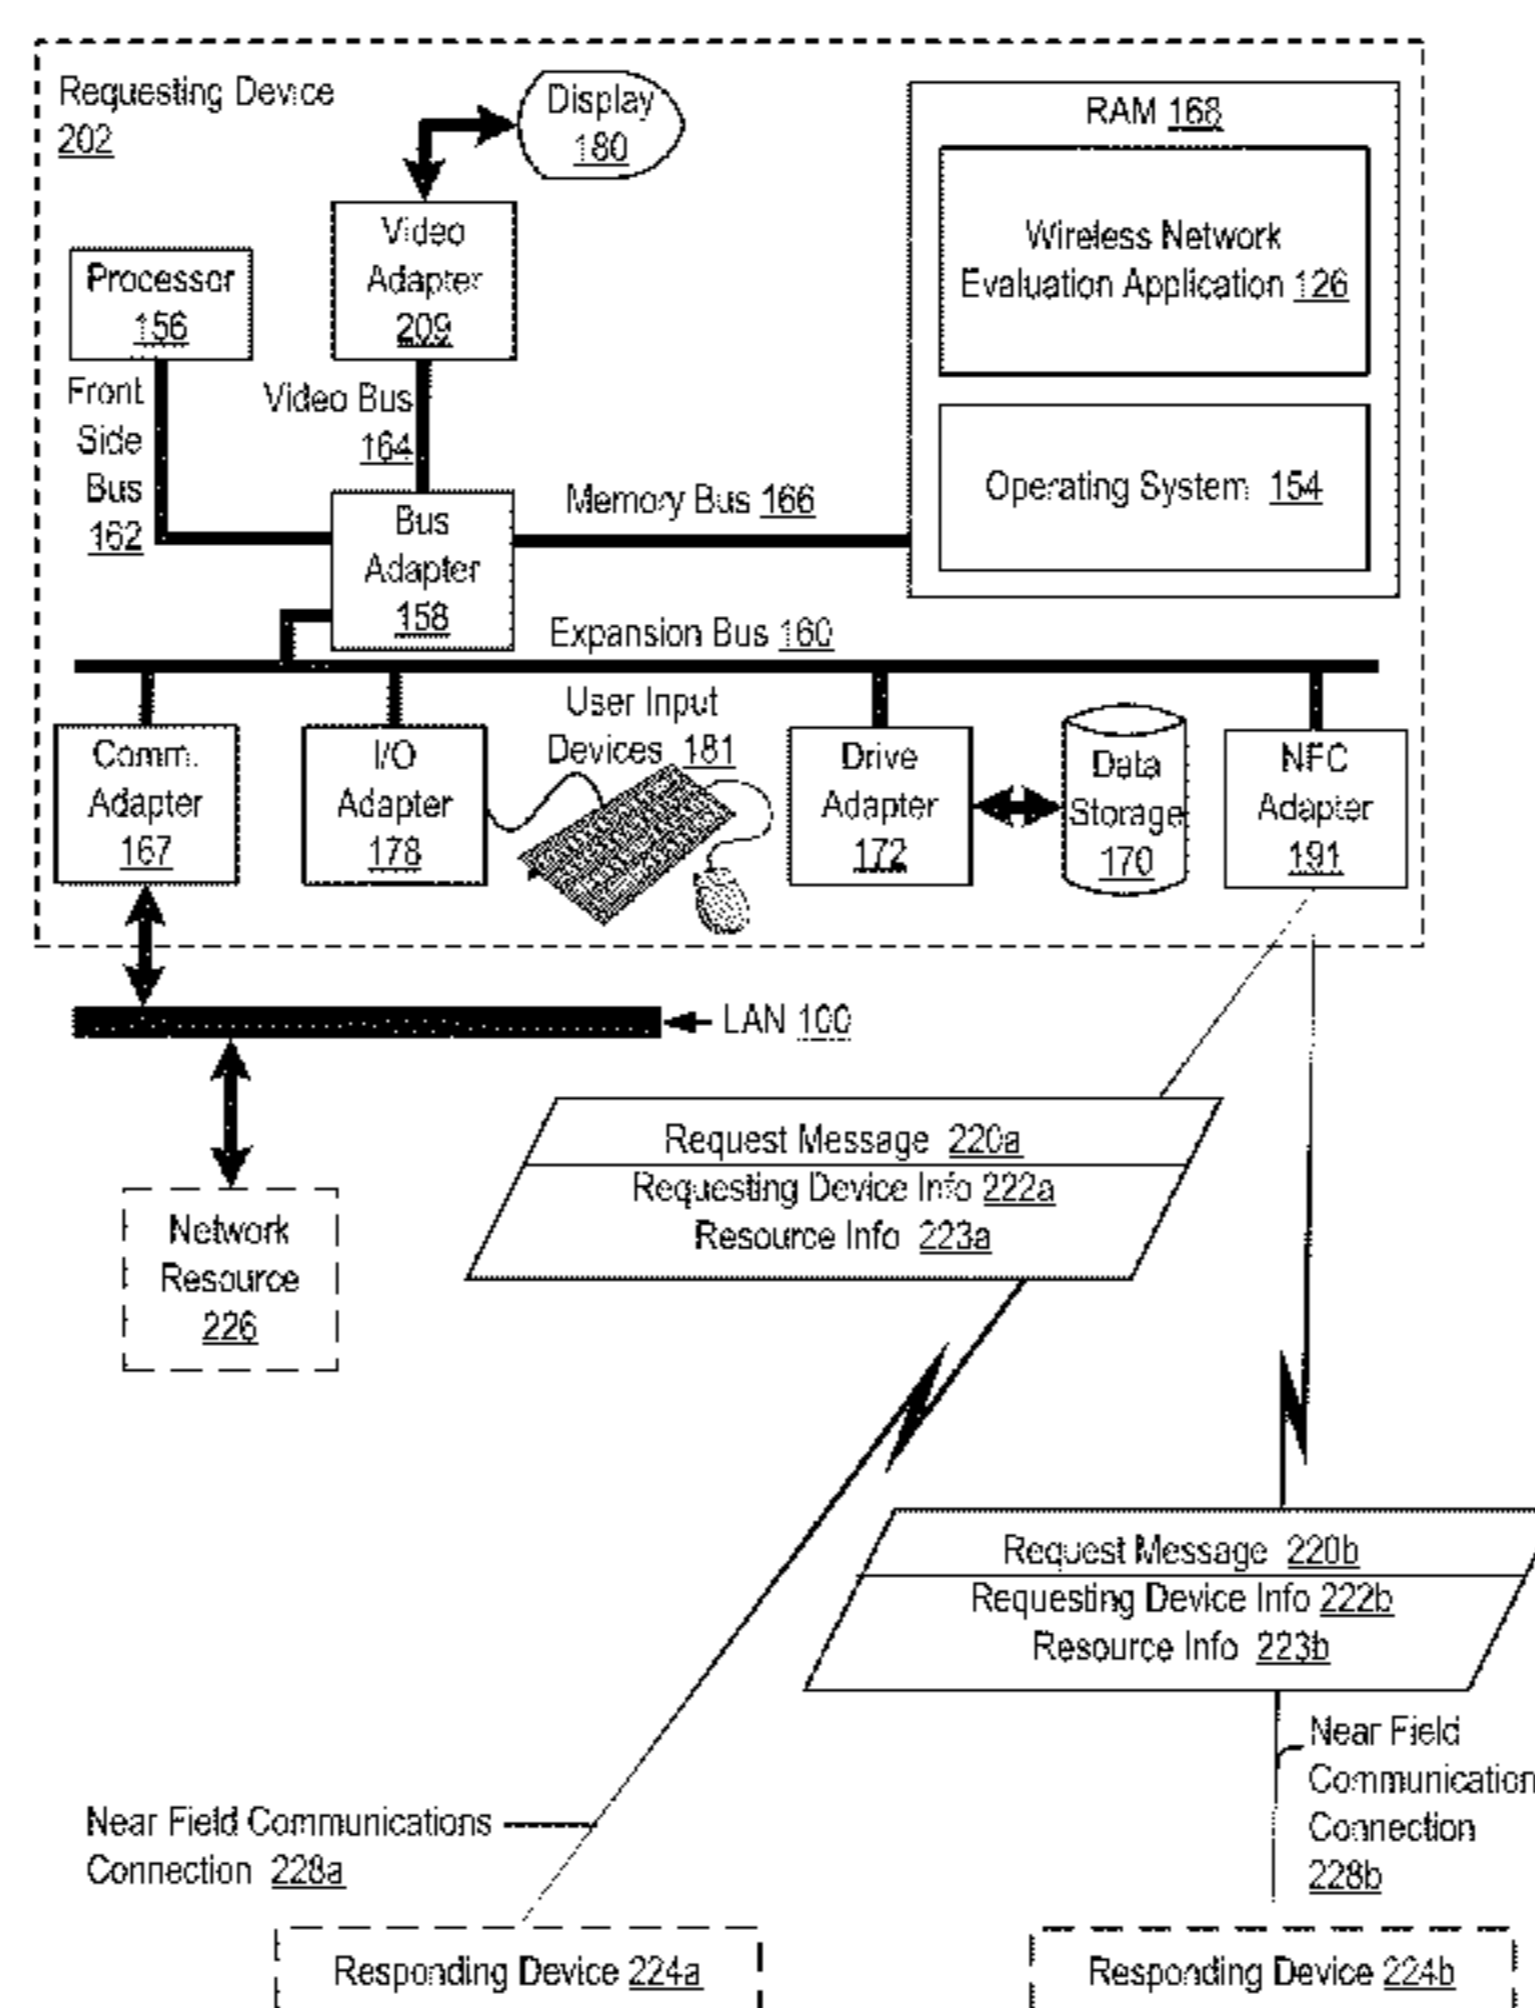 Requesting Device
202
Display
180
RAM 168
Wireless Network
Evaluation Application 126
Operating System 154
Video
Adapter
209
Processor
156
Front
Side
Bus
162
Video Bus
164
Memory Bus 166
Bus
Adapter
158
Expansion Bus 160
Comm.
Adapter
167
I/O
Adapter
178
User Input
Devices 181
Drive
Adapter
172
Data
Storage
170
NFC
Adapter
191
LAN 100
Network
Resource
226
Request Message 220a
Requesting Device Info 222a
Resource Info 223a
Request Message 220b
Requesting Device Info 222b
Resource Info 223b
Near Field Communications
Connection 228a
Near Field
Communication
Connection
228b
Responding Device 224a
Responding Device 224b